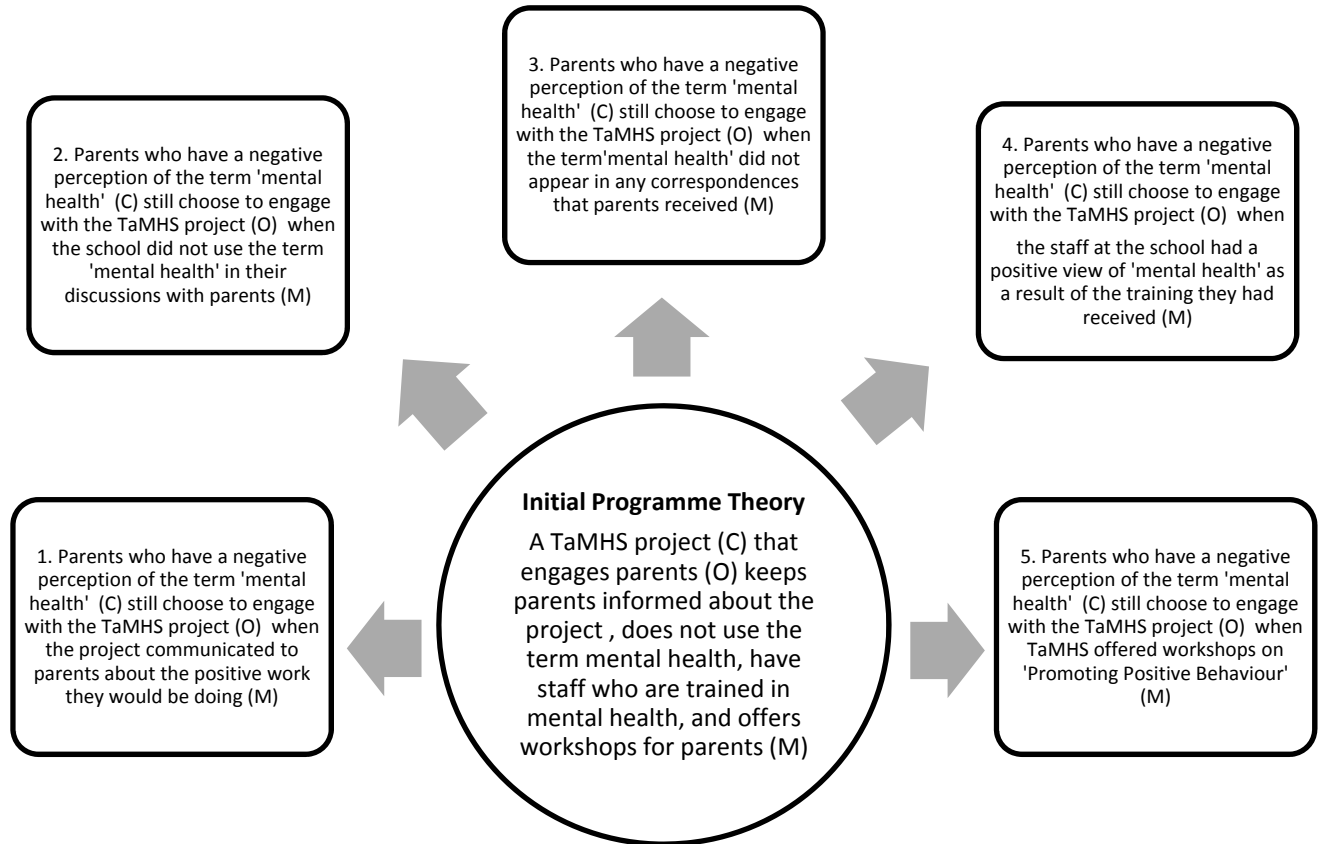 3. Parents who have a negative
perception of the term 'mental
health' (C) still choose to engage
with the TaMHS project (O) when
the term'mental health' did not
appear in any correspondences
that parents received (M)
2. Parents who have a negative
perception of the term 'mental
health' (C) still choose to engage
with the TaMHS project (O) when
the school did not use the term
'mental health' in their
discussions with parents (M)
4. Parents who have a negative
perception of the term 'mental
health' (C) still choose to engage
with the TaMHS project (O) when
the staff at the school had a
positive view of 'mental health' as
a result of the training they had
received (M)
Initial Programme Theory
A TaMHS project (C) that
engages parents (O) keeps
parents informed about the
project , does not use the
term mental health, have
staff who are trained in
mental health, and offers
workshops for parents (M)
1. Parents who have a negative
perception of the term 'mental
health' (C) still choose to engage
with the TaMHS project (O) when
the project communicated to
parents about the positive work
they would be doing (M)
5. Parents who have a negative
perception of the term 'mental
health' (C) still choose to engage
with the TaMHS project (O) when
TaMHS offered workshops on
'Promoting Positive Behaviour'
(M)